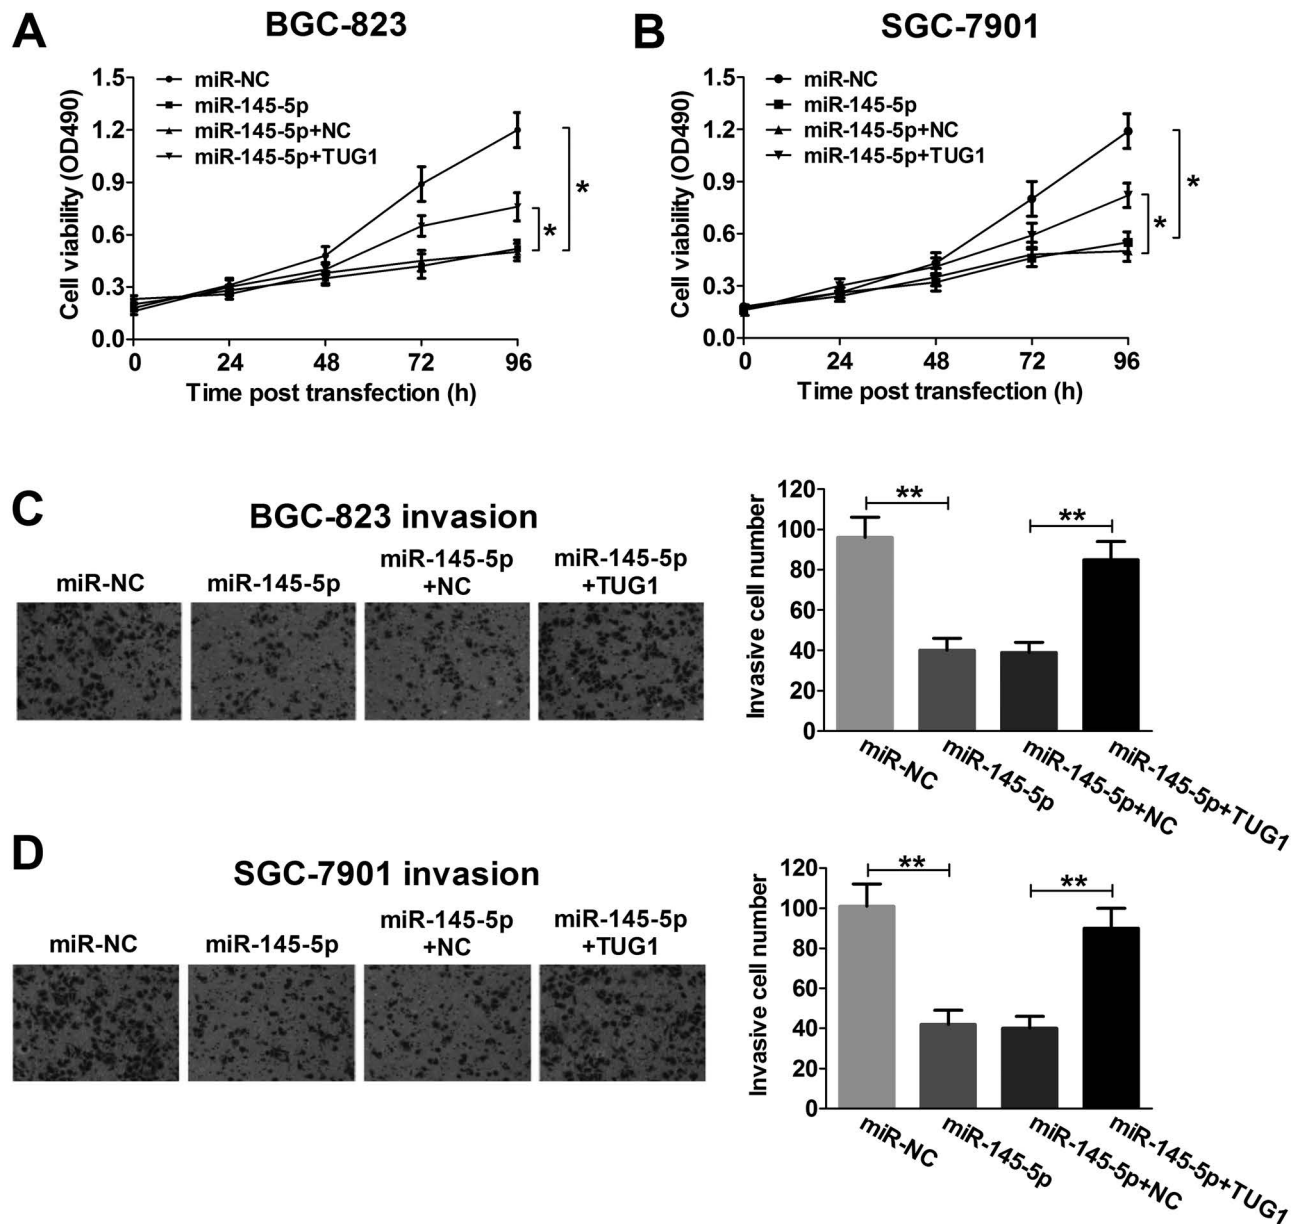 A
BGC-823
miR-NC
miR-145-5p
miR-145-5p+NC
miR-145-5p+TUG1
Cell viability (OD490)
1.5
1.2
0.9
0.6
0.3
0.0
*
*
0 24 48 72 96
Time post transfection (h)
B
SGC-7901
miR-NC
miR-145-5p
miR-145-5p+NC
miR-145-5p+TUG1
Cell viability (OD490)
1.5
1.2
0.9
0.6
0.3
0.0
*
*
0 24 48 72 96
Time post transfection (h)
C
BGC-823 invasion
miR-NC
miR-145-5p
miR-145-5p
+NC
miR-145-5p
+TUG1
Invasive cell number
120
100
80
60
40
20
0
**
**
miR-NC
miR-145-5p
miR-145-5p+NC
miR-145-5p+TUG1
D
SGC-7901 invasion
miR-NC
miR-145-5p
miR-145-5p
+NC
miR-145-5p
+TUG1
Invasive cell number
120
100
80
60
40
20
0
**
**
miR-NC
miR-145-5p
miR-145-5p+NC
miR-145-5p+TUG1